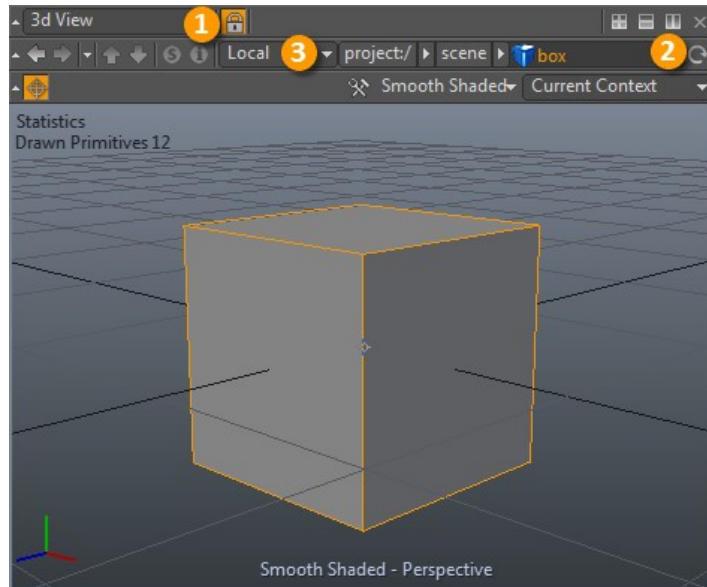 3d View 1
Local 3 project:/ scene box 2
Smooth Shaded Current Context
Statistics
Drawn Primitives 12
Smooth Shaded - Perspective